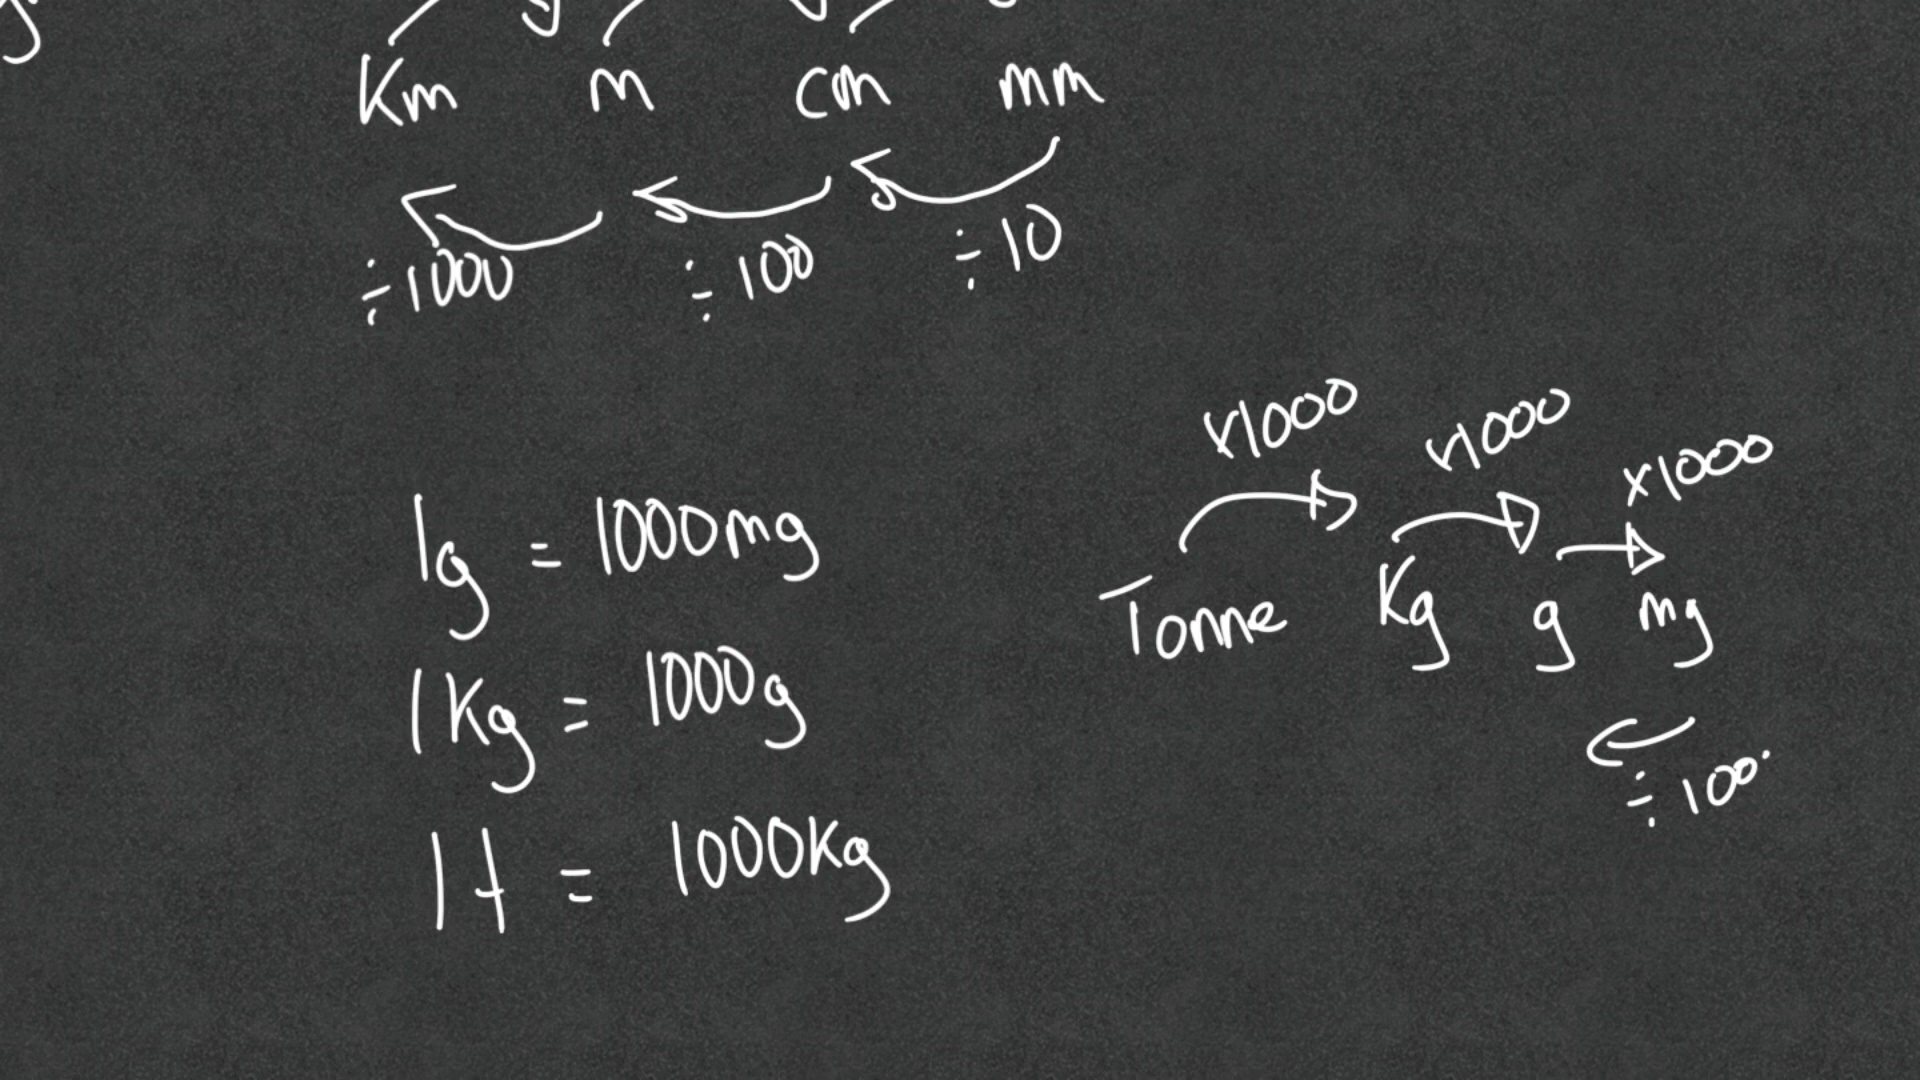 Km m cm mm
÷1000 ÷100 ÷10
x1000 x1000 x1000
1g = 1000mg
Tonne Kg g mg
1Kg = 1000g
÷100
1t = 1000Kg